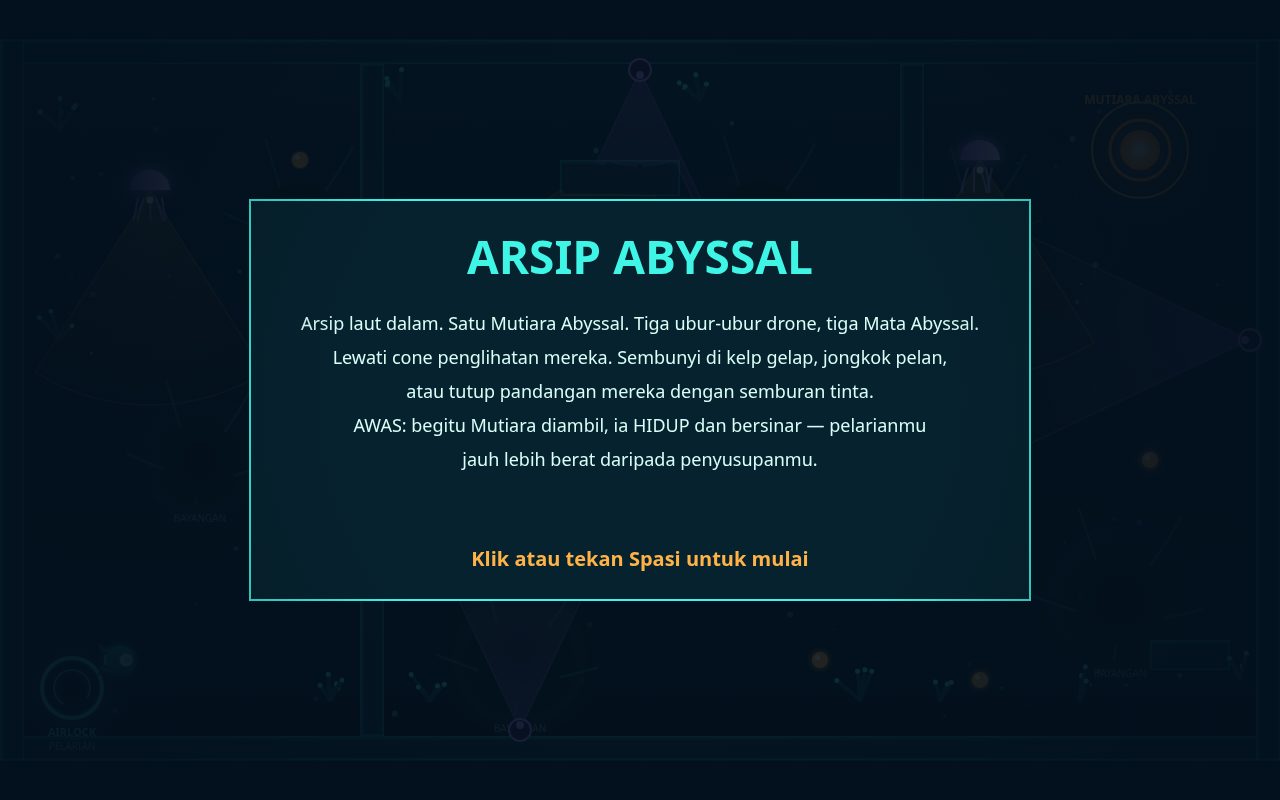 MUTIARA ABYSSAL
ARSIP ABYSSAL
Arsip laut dalam. Satu Mutiara Abyssal. Tiga ubur-ubur drone, tiga Mata Abyssal.
Lewati cone penglihatan mereka. Sembunyi di kelp gelap, jongkok pelan,
atau tutup pandangan mereka dengan semburan tinta.
AWAS: begitu Mutiara diambil, ia HIDUP dan bersinar — pelarianmu
jauh lebih berat daripada penyusupanmu.
BAYANGAN
Klik atau tekan Spasi untuk mulai
BAYANGAN
AIRLOCK
PELARIAN